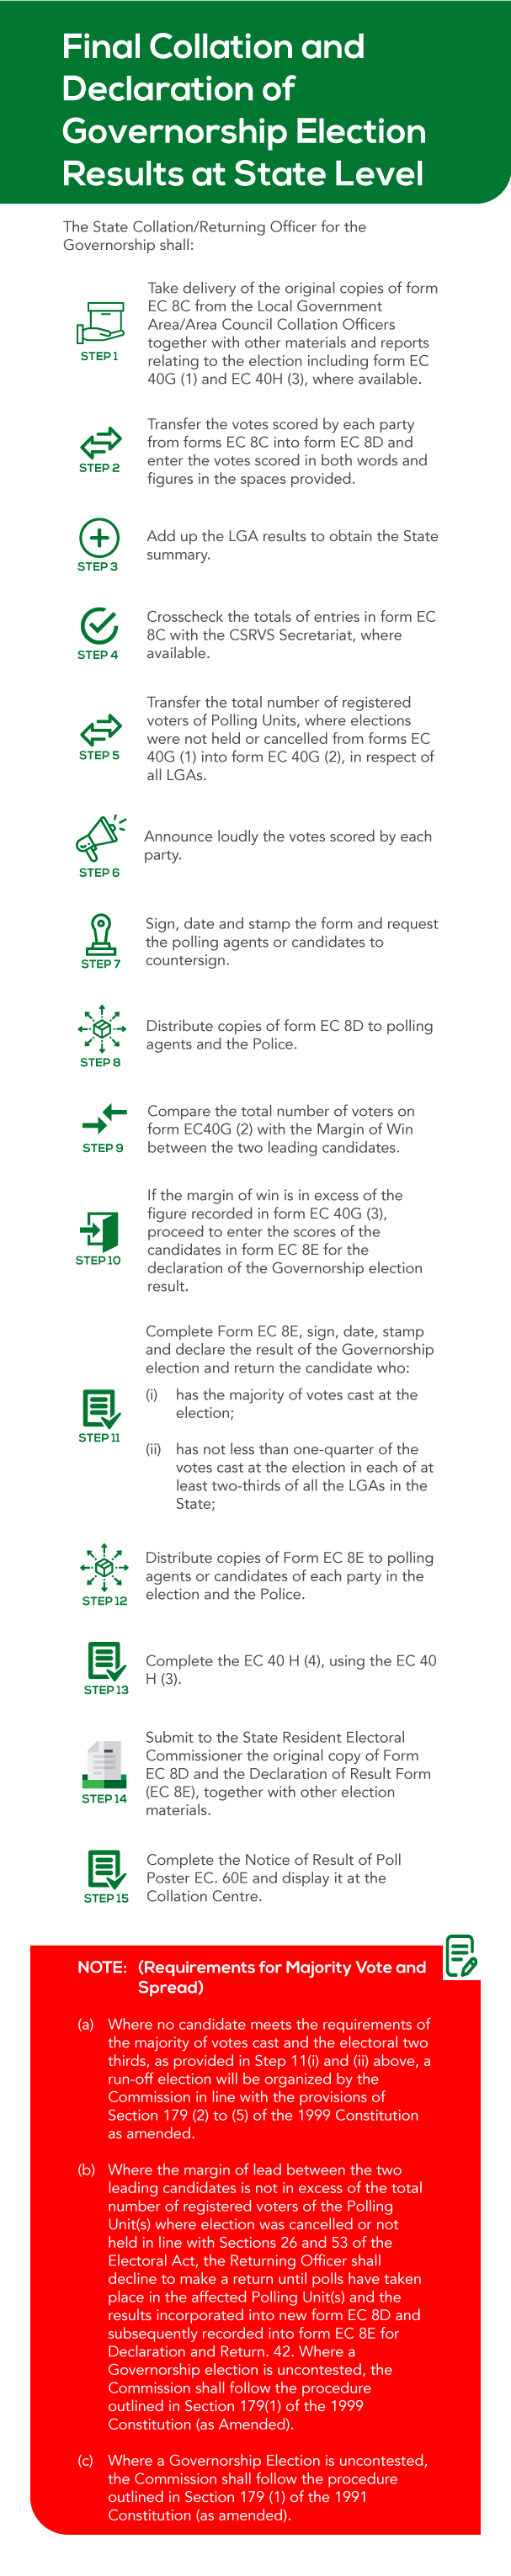 Final Collation and
Declaration of
Governorship Election
Results at State Level
The State Collation/Returning Officer for the
Governorship shall:
STEP 1
Take delivery of the original copies of form
EC 8C from the Local Government
Area/Area Council Collation Officers
together with other materials and reports
relating to the election including form EC
40G (1) and EC 40H (3), where available.
STEP 2
Transfer the votes scored by each party
from forms EC 8C into form EC 8D and
enter the votes scored in both words and
figures in the spaces provided.
STEP 3
Add up the LGA results to obtain the State
summary.
STEP 4
Crosscheck the totals of entries in form EC
8C with the CSRVS Secretariat, where
available.
STEP 5
Transfer the total number of registered
voters of Polling Units, where elections
were not held or cancelled from forms EC
40G (1) into form EC 40G (2), in respect of
all LGAs.
STEP 6
Announce loudly the votes scored by each
party.
STEP 7
Sign, date and stamp the form and request
the polling agents or candidates to
countersign.
STEP 8
Distribute copies of form EC 8D to polling
agents and the Police.
STEP 9
Compare the total number of voters on
form EC40G (2) with the Margin of Win
between the two leading candidates.
STEP 10
If the margin of win is in excess of the
figure recorded in form EC 40G (3),
proceed to enter the scores of the
candidates in form EC 8E for the
declaration of the Governorship election
result.
STEP 11
Complete Form EC 8E, sign, date, stamp
and declare the result of the Governorship
election and return the candidate who:
(i) has the majority of votes cast at the
election;
(ii) has not less than one-quarter of the
votes cast at the election in each of at
least two-thirds of all the LGAs in the
State;
STEP 12
Distribute copies of Form EC 8E to polling
agents or candidates of each party in the
election and the Police.
STEP 13
Complete the EC 40 H (4), using the EC 40
H (3).
STEP 14
Submit to the State Resident Electoral
Commissioner the original copy of Form
EC 8D and the Declaration of Result Form
(EC 8E), together with other election
materials.
STEP 15
Complete the Notice of Result of Poll
Poster EC. 60E and display it at the
Collation Centre.
NOTE: (Requirements for Majority Vote and
Spread)
(a) Where no candidate meets the requirements of
the majority of votes cast and the electoral two
thirds, as provided in Step 11(i) and (ii) above, a
run-off election will be organized by the
Commission in line with the provisions of
Section 179 (2) to (5) of the 1999 Constitution
as amended.
(b) Where the margin of lead between the two
leading candidates is not in excess of the total
number of registered voters of the Polling
Unit(s) where election was cancelled or not
held in line with Sections 26 and 53 of the
Electoral Act, the Returning Officer shall
decline to make a return until polls have taken
place in the affected Polling Unit(s) and the
results incorporated into new form EC 8D and
subsequently recorded into form EC 8E for
Declaration and Return. 42. Where a
Governorship election is uncontested, the
Commission shall follow the procedure
outlined in Section 179(1) of the 1999
Constitution (as Amended).
(c) Where a Governorship Election is uncontested,
the Commission shall follow the procedure
outlined in Section 179 (1) of the 1991
Constitution (as amended).